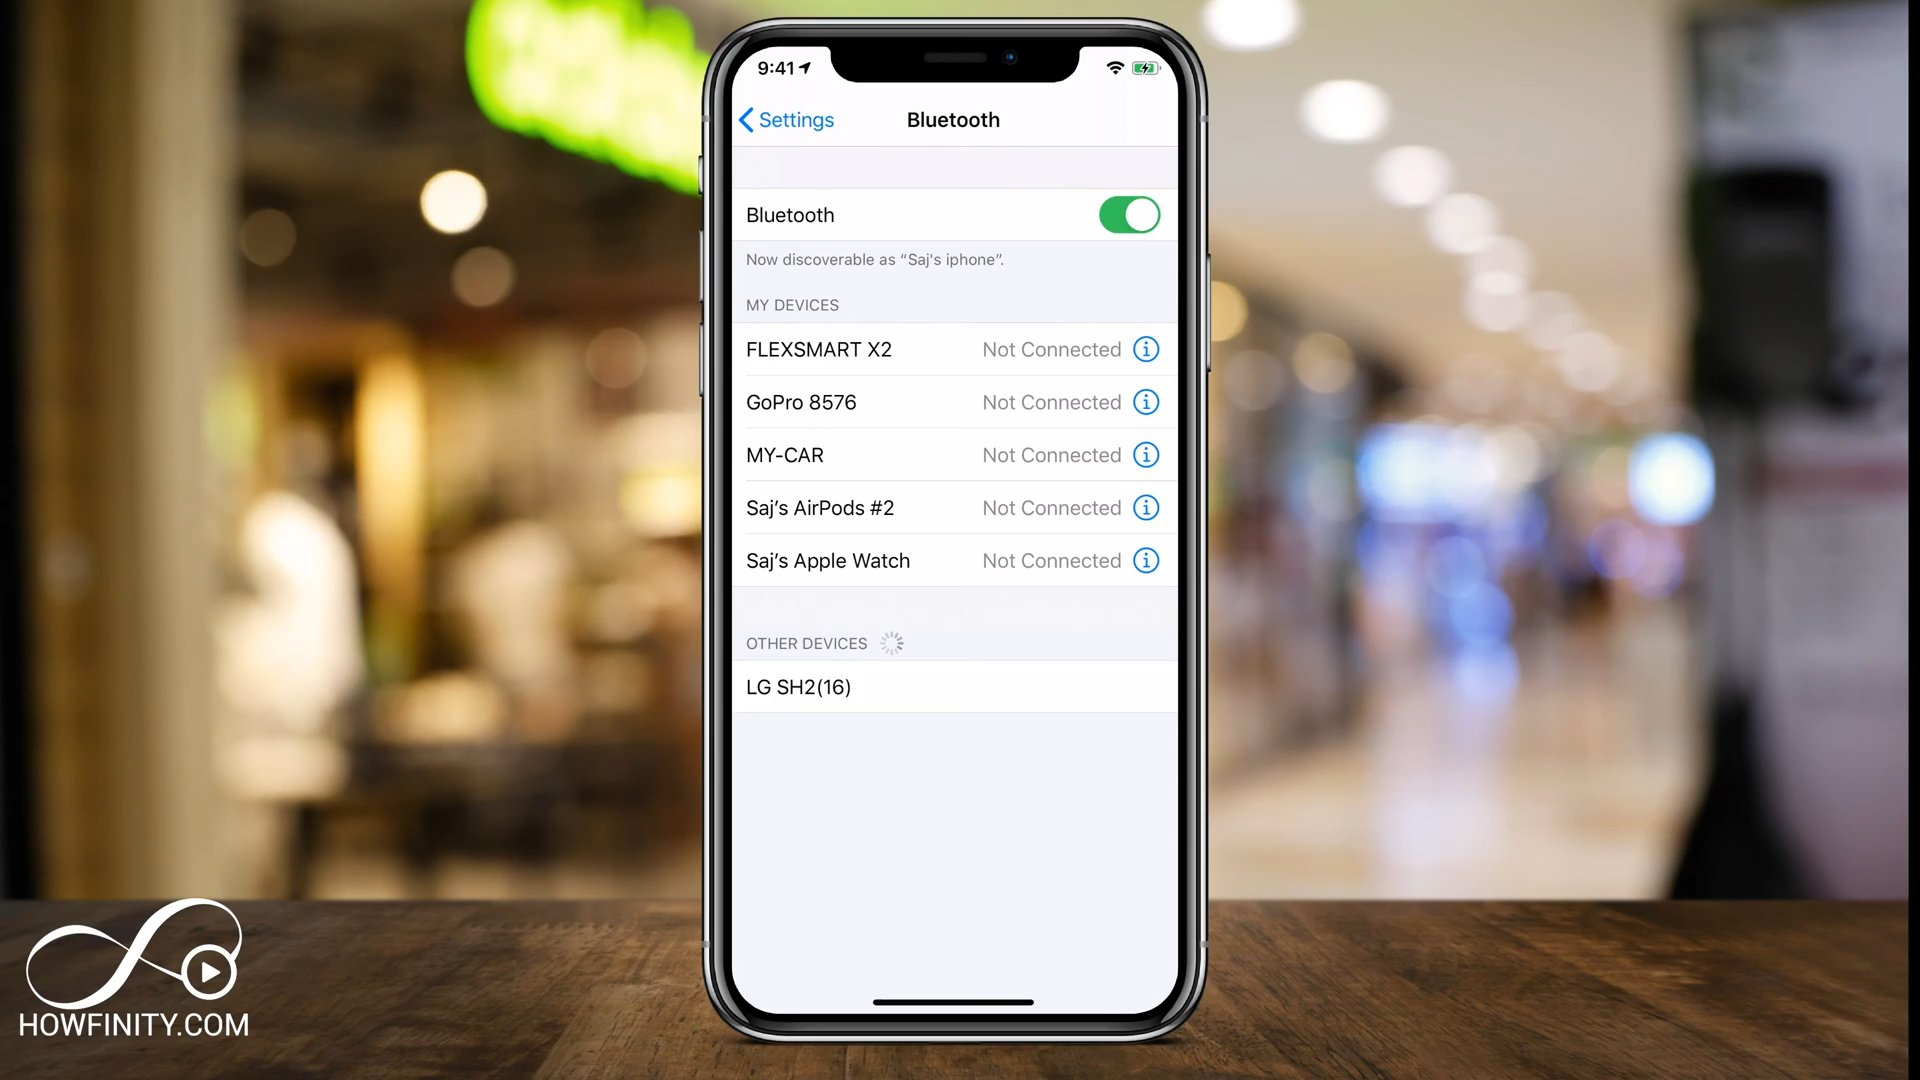 9:41
Settings
Bluetooth
Bluetooth
Now discoverable as “Saj's iphone”.
MY DEVICES
FLEXSMART X2 Not Connected
GoPro 8576 Not Connected
MY-CAR Not Connected
Saj’s AirPods #2 Not Connected
Saj’s Apple Watch Not Connected
OTHER DEVICES
LG SH2(16)
HOWFINITY.COM